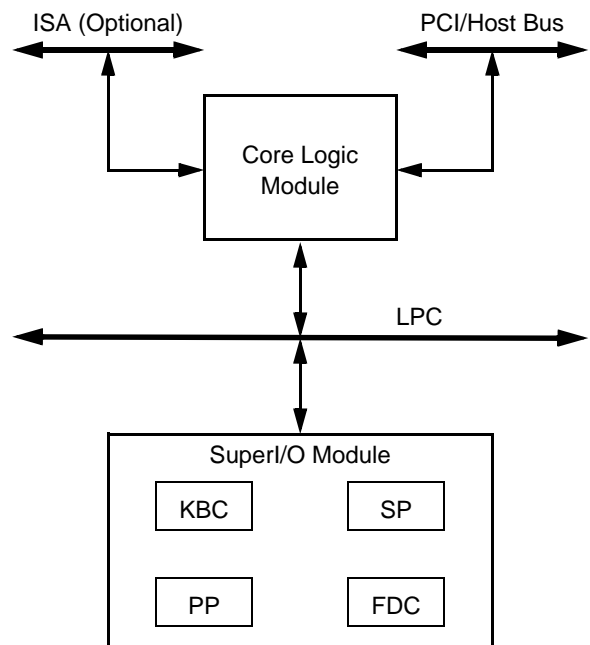 ISA (Optional)
PCI/Host Bus
Core Logic
Module
LPC
SuperI/O Module
KBC
SP
PP
FDC